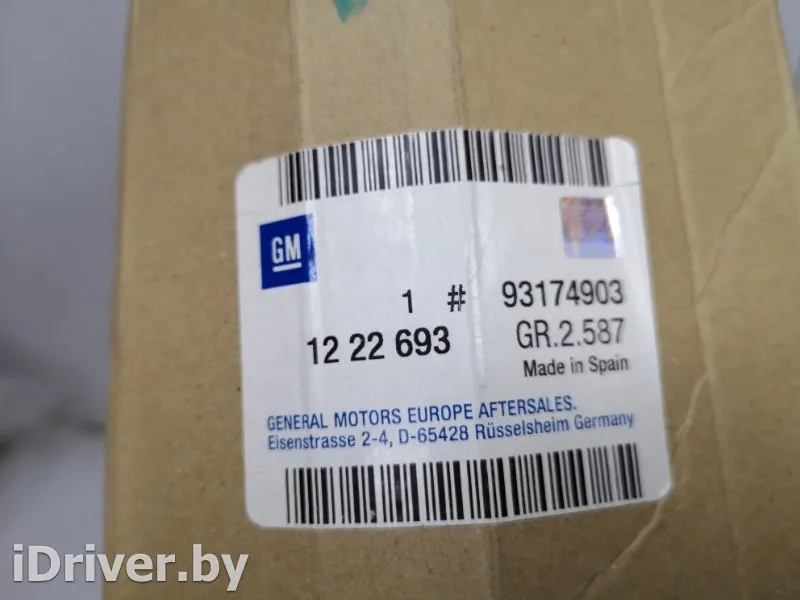 GM
1 # 93174903
12 22 693 GR.2.587
Made in Spain
GENERAL MOTORS EUROPE AFTERSALES.
Eisenstrasse 2-4, D-65428 Rüsselsheim Germany
iDriver.by